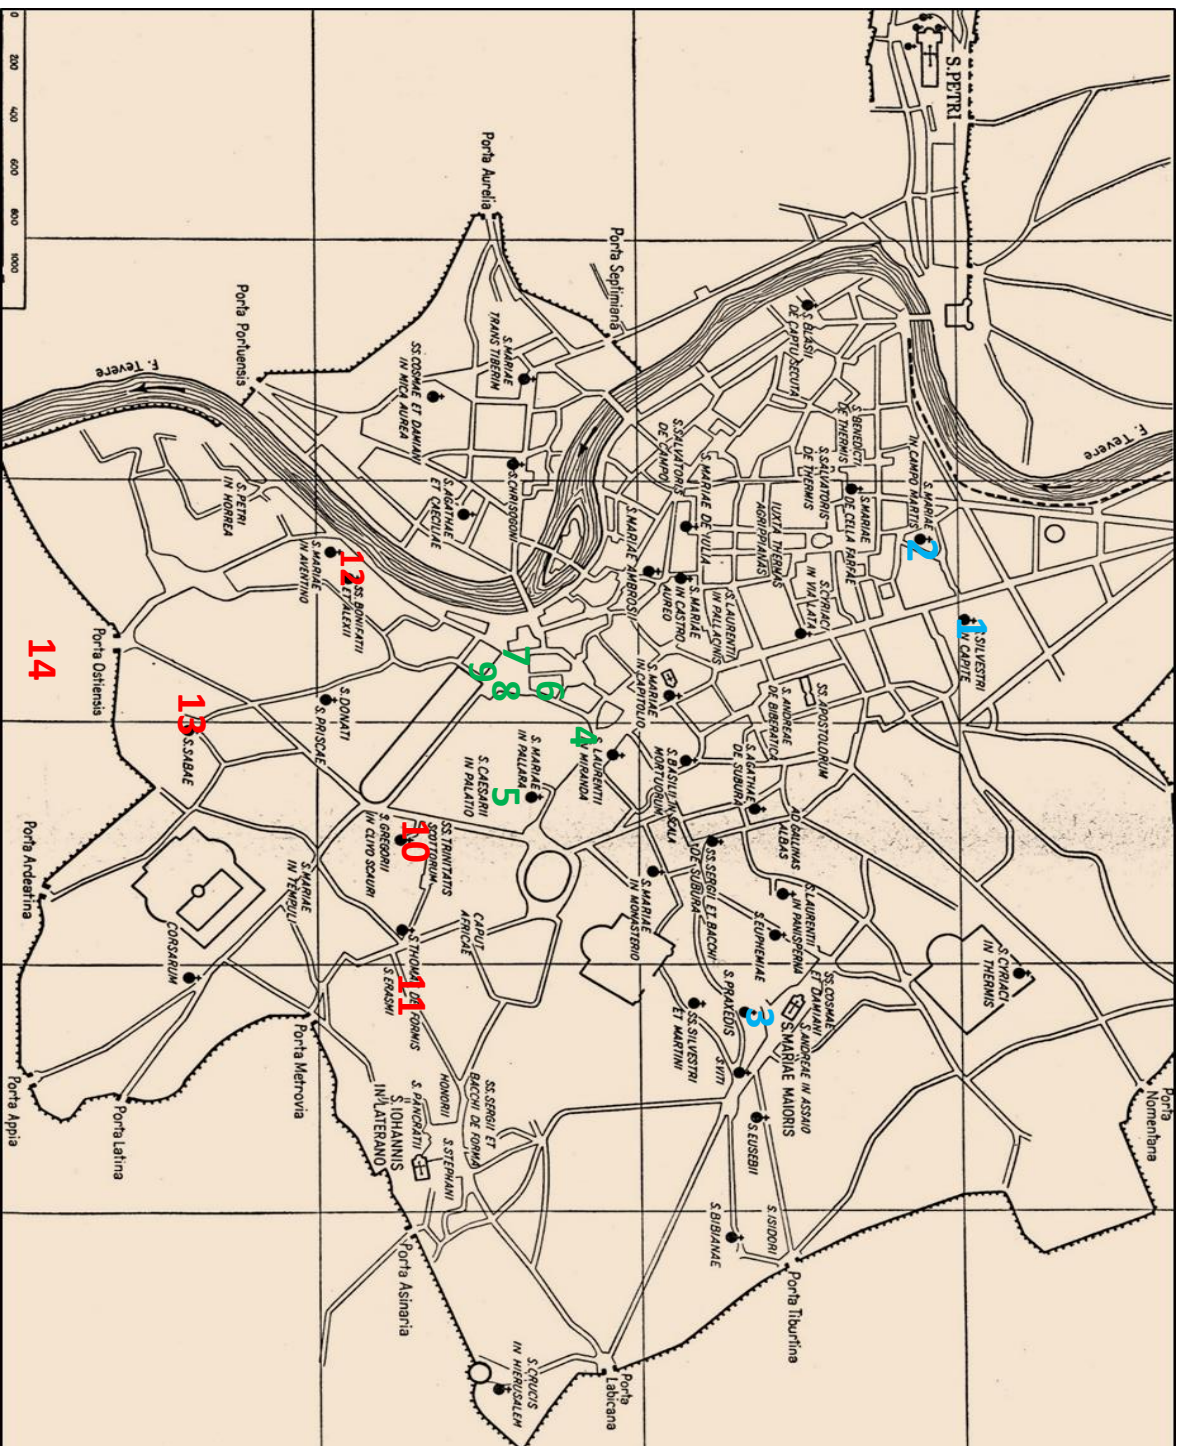 0 200 400 600 800 1000
S.PETRI
Porta Aurelia
Porta Septimiana
Porta Portuensis
F. Tevere
F. Tevere
S. BLASII
DE CAPTU SECUTA
S. MARIAE
TRANS TIBERIM
SS. COSMAE ET DAMIANI
IN MICA AUREA
S. BENEDICTI
DE THERMIS
S. SALVATORIS
DE THERMIS
S. MARIAE
IN CAMPO MARTIS
2
S. MARIAE
DE CELLA FARFAE
S. SALVATORIS
DE CAMPO
S. MARIAE DE IULIA
IUXTA THERMAS
AGRIPPIANAS
S. CHRISOGONI
S. AGATHAE
ET CAECILIAE
S. PETRI
IN HORREA
S. MARIAE
IN AVENTINO
12
SS. BONIFATII
ET ALEXII
S. MARIAE AMBROSII
S. MARIAE
IN CASTRO
AUREO
S. LAURENTII
IN PALLACINIS
S. CYRIACI
IN VIA LATA
1
S. SILVESTRI
IN CAPITE
S. MARIAE
IN CAPITOLIO
S. ANDREAE
DE BIBERATICA
SS. APOSTOLORUM
7
9
8
6
4
5
14
Porta Ostiensis
13
S. SABAE
S. DONATI
S. PRISCAE
S. LAURENTII
IN MIRANDA
S. MARIAE
IN PALLARA
S. CAESARII
IN PALATIO
S. BASILII IN SCALA
MORTUORUM
S. AGATHAE
DE SUBURA
AD GALLINAS
ALBAS
SS. SERGII ET BACCHI
DE SUBURA
S. LAURENTII
IN PANISPERNA
S. EUPHEMIAE
S. MARIAE
IN MONASTERIO
SS. TRINITATIS
SCOTTORUM
10
S. GREGORII
IN CLIVO SCAURI
S. MARIAE
IN TEMPULI
CAPUT
AFRICAE
S. THOMAE DE FORMIS
11
S. ERASMI
CORSARUM
Porta Ardeatina
Porta Appia
Porta Latina
Porta Metrovia
S. CYRIACI
IN THERMIS
SS. COSMAE
ET DAMIANI
S. ANDREAE IN ASSAIO
S. MARIAE MAIORIS
3
S. PRAXEDIS
SS. SILVESTRI
ET MARTINI
S. VITI
S. EUSEBII
S. ISIDORI
S. BIBIANAE
SS. SERGII ET
BACCHI DE FORMA
HONORII
S. PANCRATII
S. STEPHANI
S. IOHANNIS
IN LATERANO
Porta Nomentana
Porta Tiburtina
Porta Labicana
Porta Asinaria
S. CRUCIS
IN HIERUSALEM